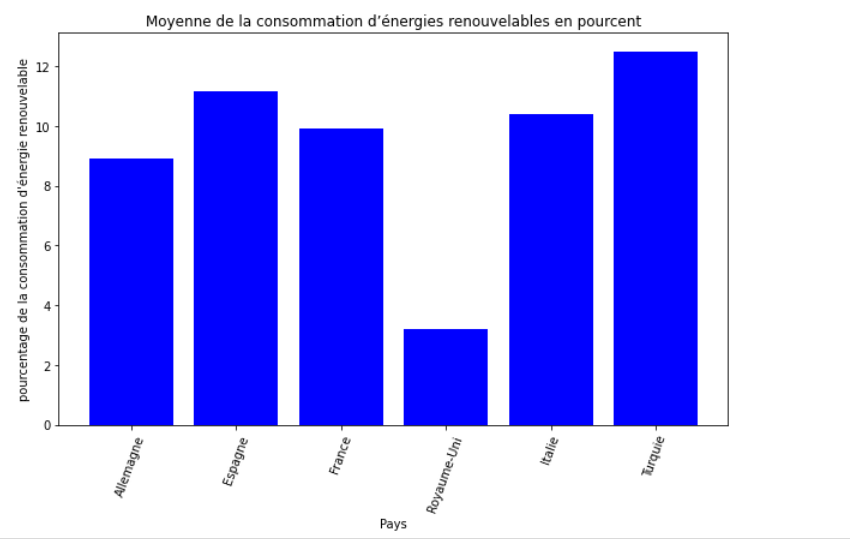 Moyenne de la consommation d’énergies renouvelables en pourcent
pourcentage de la consommation d’énergie renouvelable
12
10
8
6
4
2
0
Allemagne
Espagne
France
Royaume-Uni
Italie
Turquie
Pays